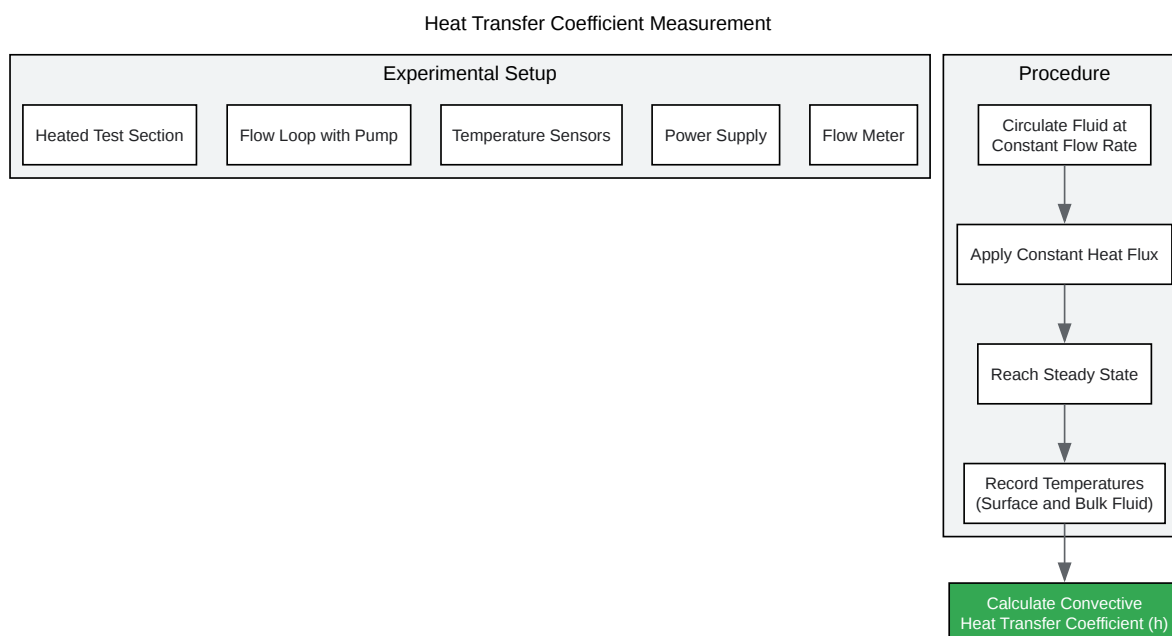 Heat Transfer Coefficient Measurement
Experimental Setup
Heated Test Section
Flow Loop with Pump
Temperature Sensors
Power Supply
Flow Meter
Procedure
Circulate Fluid at
Constant Flow Rate
Apply Constant Heat Flux
Reach Steady State
Record Temperatures
(Surface and Bulk Fluid)
Calculate Convective
Heat Transfer Coefficient (h)